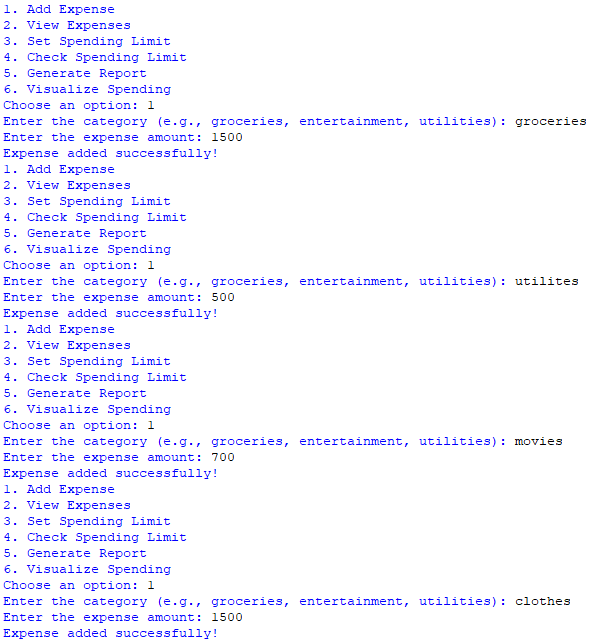 1. Add Expense
2. View Expenses
3. Set Spending Limit
4. Check Spending Limit
5. Generate Report
6. Visualize Spending
Choose an option: 1
Enter the category (e.g., groceries, entertainment, utilities): groceries
Enter the expense amount: 1500
Expense added successfully!
1. Add Expense
2. View Expenses
3. Set Spending Limit
4. Check Spending Limit
5. Generate Report
6. Visualize Spending
Choose an option: 1
Enter the category (e.g., groceries, entertainment, utilities): utilites
Enter the expense amount: 500
Expense added successfully!
1. Add Expense
2. View Expenses
3. Set Spending Limit
4. Check Spending Limit
5. Generate Report
6. Visualize Spending
Choose an option: 1
Enter the category (e.g., groceries, entertainment, utilities): movies
Enter the expense amount: 700
Expense added successfully!
1. Add Expense
2. View Expenses
3. Set Spending Limit
4. Check Spending Limit
5. Generate Report
6. Visualize Spending
Choose an option: 1
Enter the category (e.g., groceries, entertainment, utilities): clothes
Enter the expense amount: 1500
Expense added successfully!